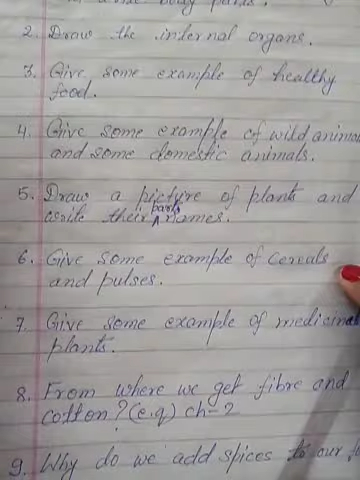 body parts.
2. Draw the internal organs.
3. Give some example of healthy
food.
4. Give some example of wild animal
and some domestic animals.
5. Draw a picture of plants and
parts
write their ^ names.
6. Give some example of cereals
and pulses.
7. Give some example of medicinal
plants.
8. From where we get fibre and
cotton? (e.q) ch-2
9. Why do we add spices to our